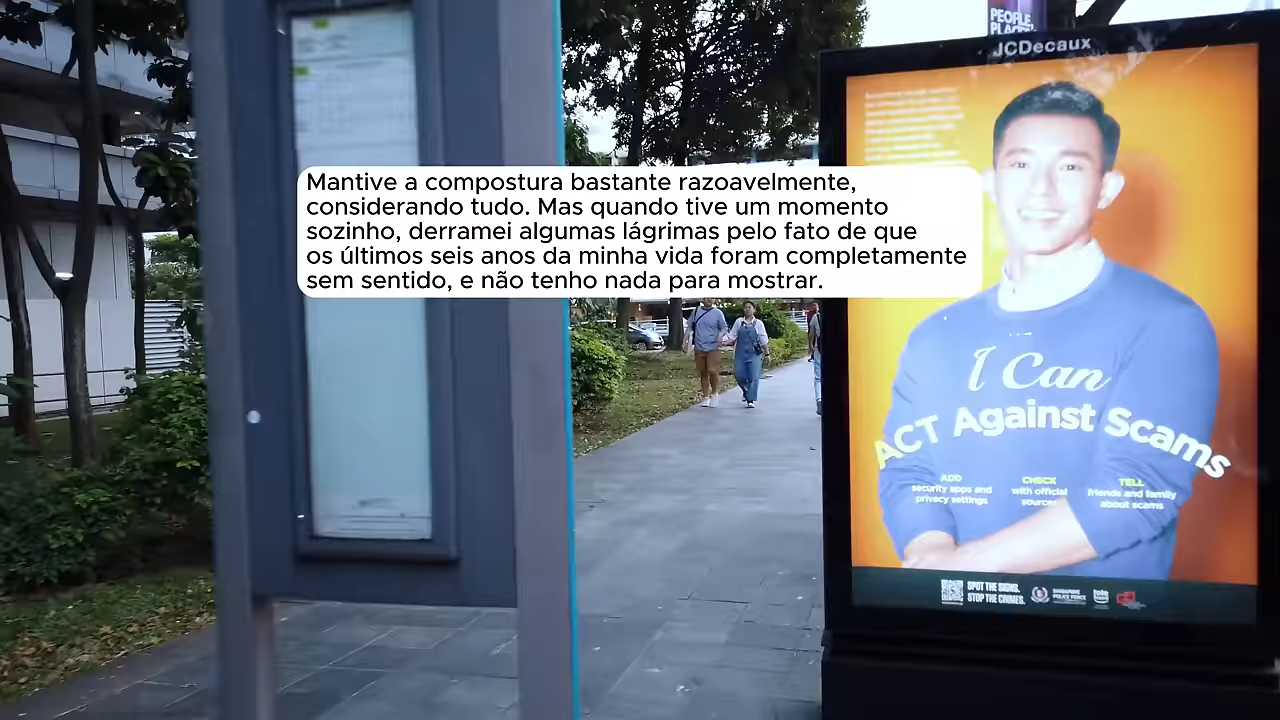 PEOPLE
JCDecaux
Mantive a compostura bastante razoavelmente,
considerando tudo. Mas quando tive um momento
sozinho, derramei algumas lágrimas pelo fato de que
os últimos seis anos da minha vida foram completamente
sem sentido, e não tenho nada para mostrar.
I Can
ACT Against Scams
ADD
security apps and
privacy settings
CHECK
with official
sources
TELL
friends and family
about scams
SPOT THE SIGNS.
STOP THE CRIMES.
SINGAPORE
POLICE FORCE